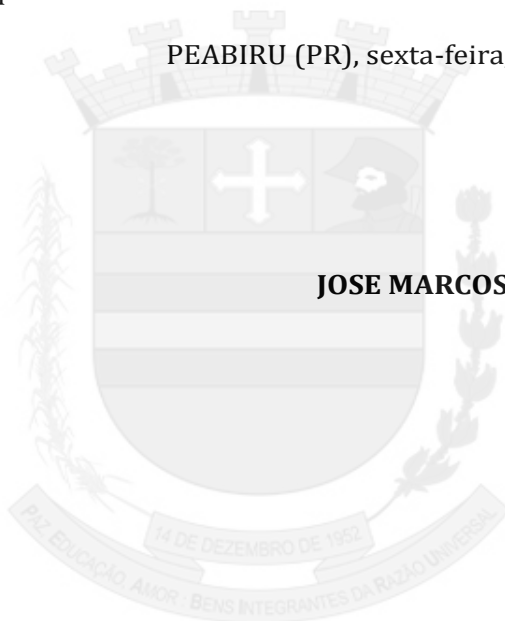 PEABIRU (PR), sexta-feira,
JOSE MARCOS
14 DE DEZEMBRO DE 1952
PAZ, EDUCAÇÃO, AMOR : BENS INTEGRANTES DA RAZÃO UNIVERSAL